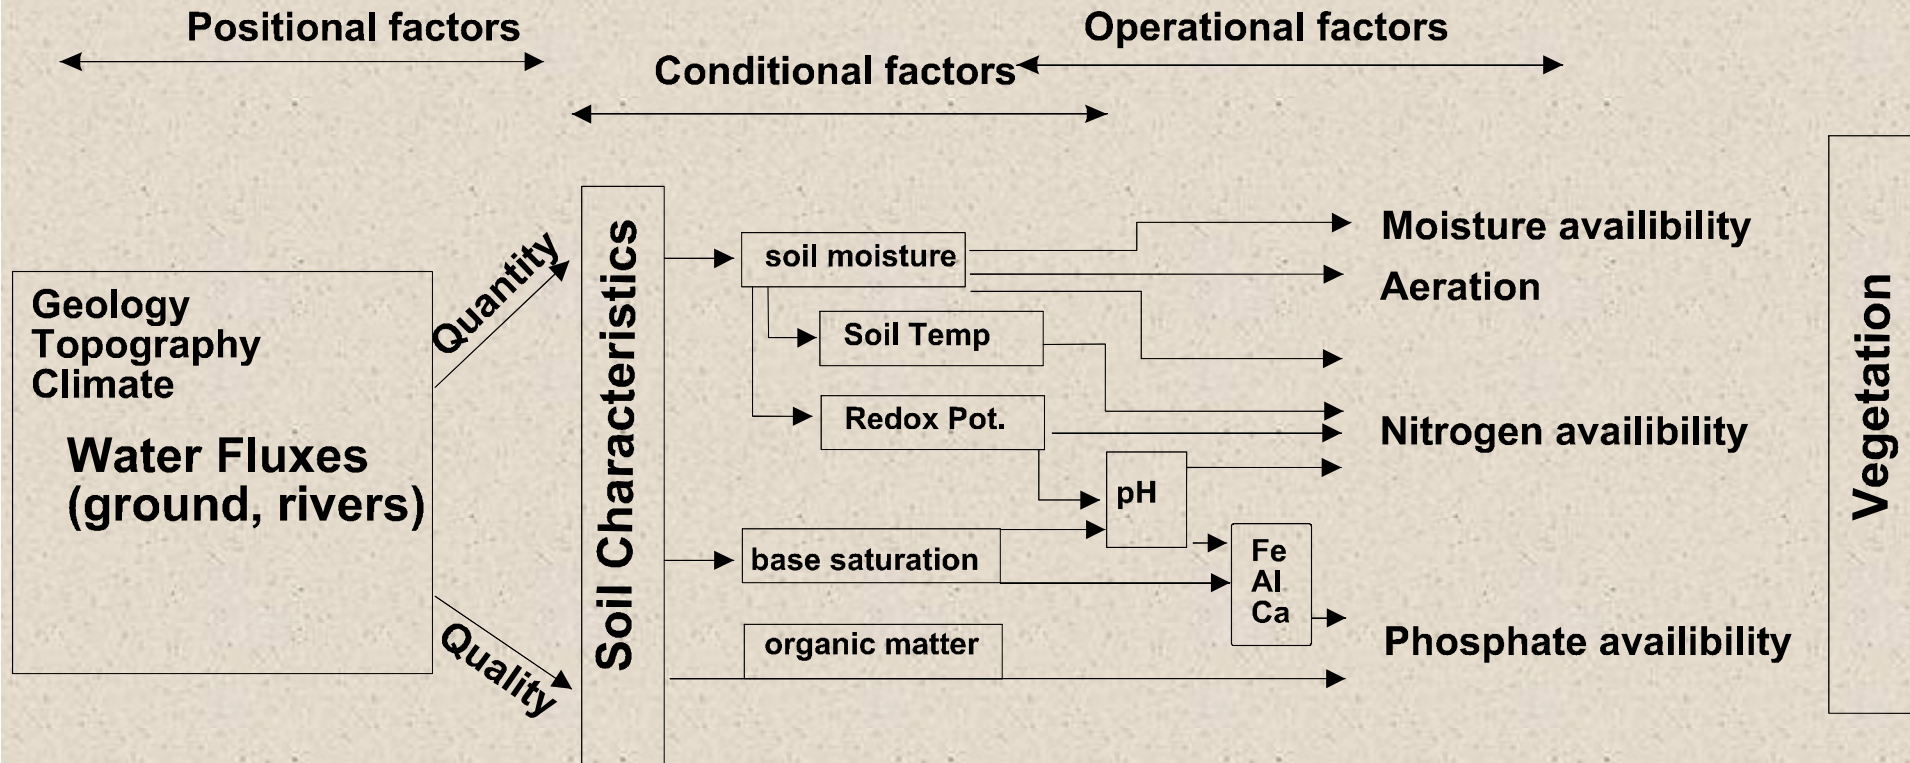 Positional factors
Conditional factors
Operational factors
Geology
Topography
Climate
Water Fluxes
(ground, rivers)
Quantity
Quality
Soil Characteristics
soil moisture
Soil Temp
Redox Pot.
pH
base saturation
Fe
Al
Ca
organic matter
Moisture availibility
Aeration
Nitrogen availibility
Phosphate availibility
Vegetation